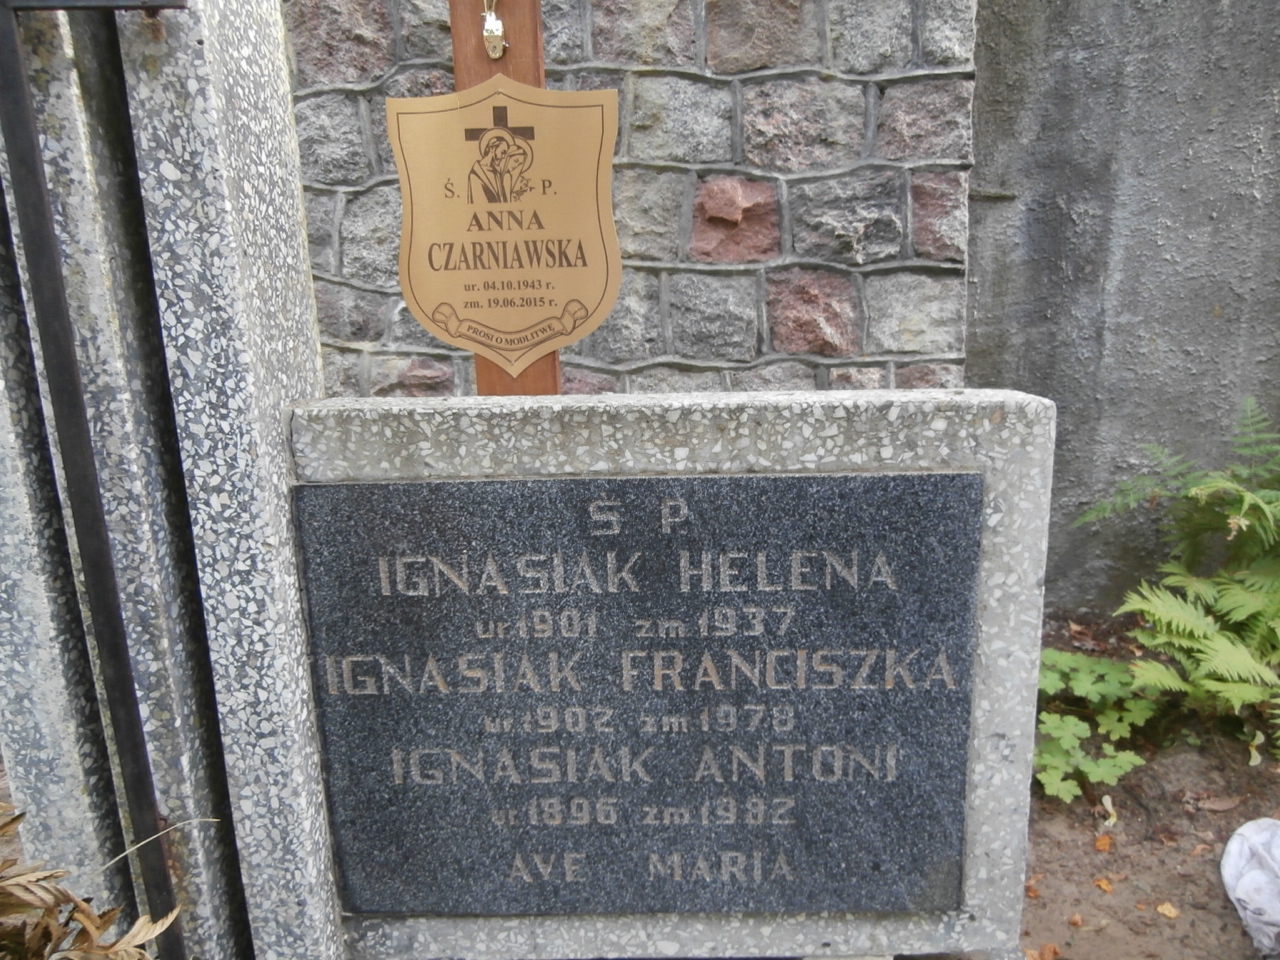 Ś. P.
ANNA
CZARNIAWSKA
ur. 04.10.1943 r.
zm. 19.06.2015 r.
PROSI O MODLITWĘ
Ś P
IGNASIAK HELENA
ur 1901 zm 1937
IGNASIAK FRANCISZKA
ur 1902 zm 1978
IGNASIAK ANTONI
ur 1896 zm 1982
AVE MARIA